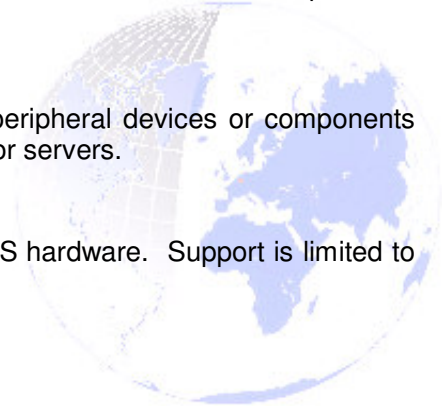 peripheral devices or components
or servers.
S hardware. Support is limited to